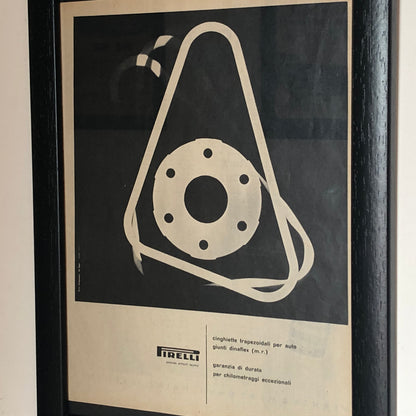 cinghiette trapezoidali per auto
giunti dinaflex (m.r.)
PIRELLI
garanzia di durata
per chilometraggi eccezionali